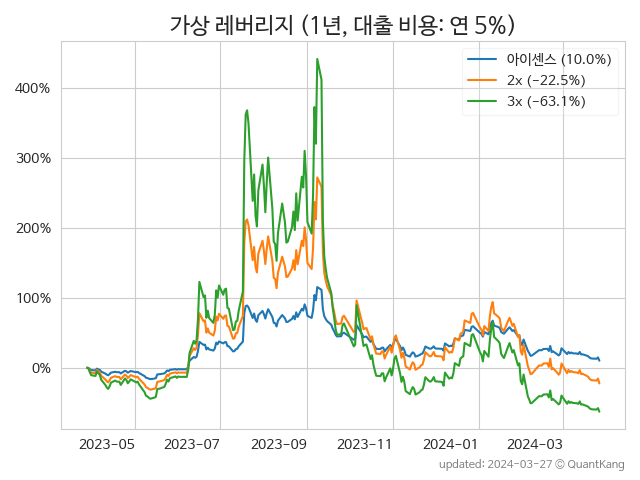 가상 레버리지 (1년, 대출 비용: 연 5%)
아이센스 (10.0%)
2x (−22.5%)
3x (−63.1%)
400%
300%
200%
100%
0%
2023-05 2023-07 2023-09 2023-11 2024-01 2024-03
updated: 2024-03-27 © QuantKang